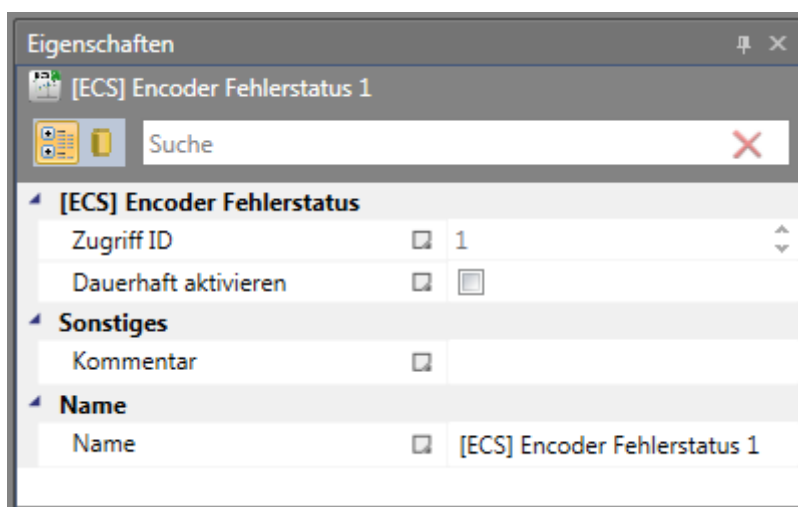 Eigenschaften
[ECS] Encoder Fehlerstatus 1
Suche
[ECS] Encoder Fehlerstatus
Zugriff ID 1
Dauerhaft aktivieren
Sonstiges
Kommentar
Name
Name [ECS] Encoder Fehlerstatus 1